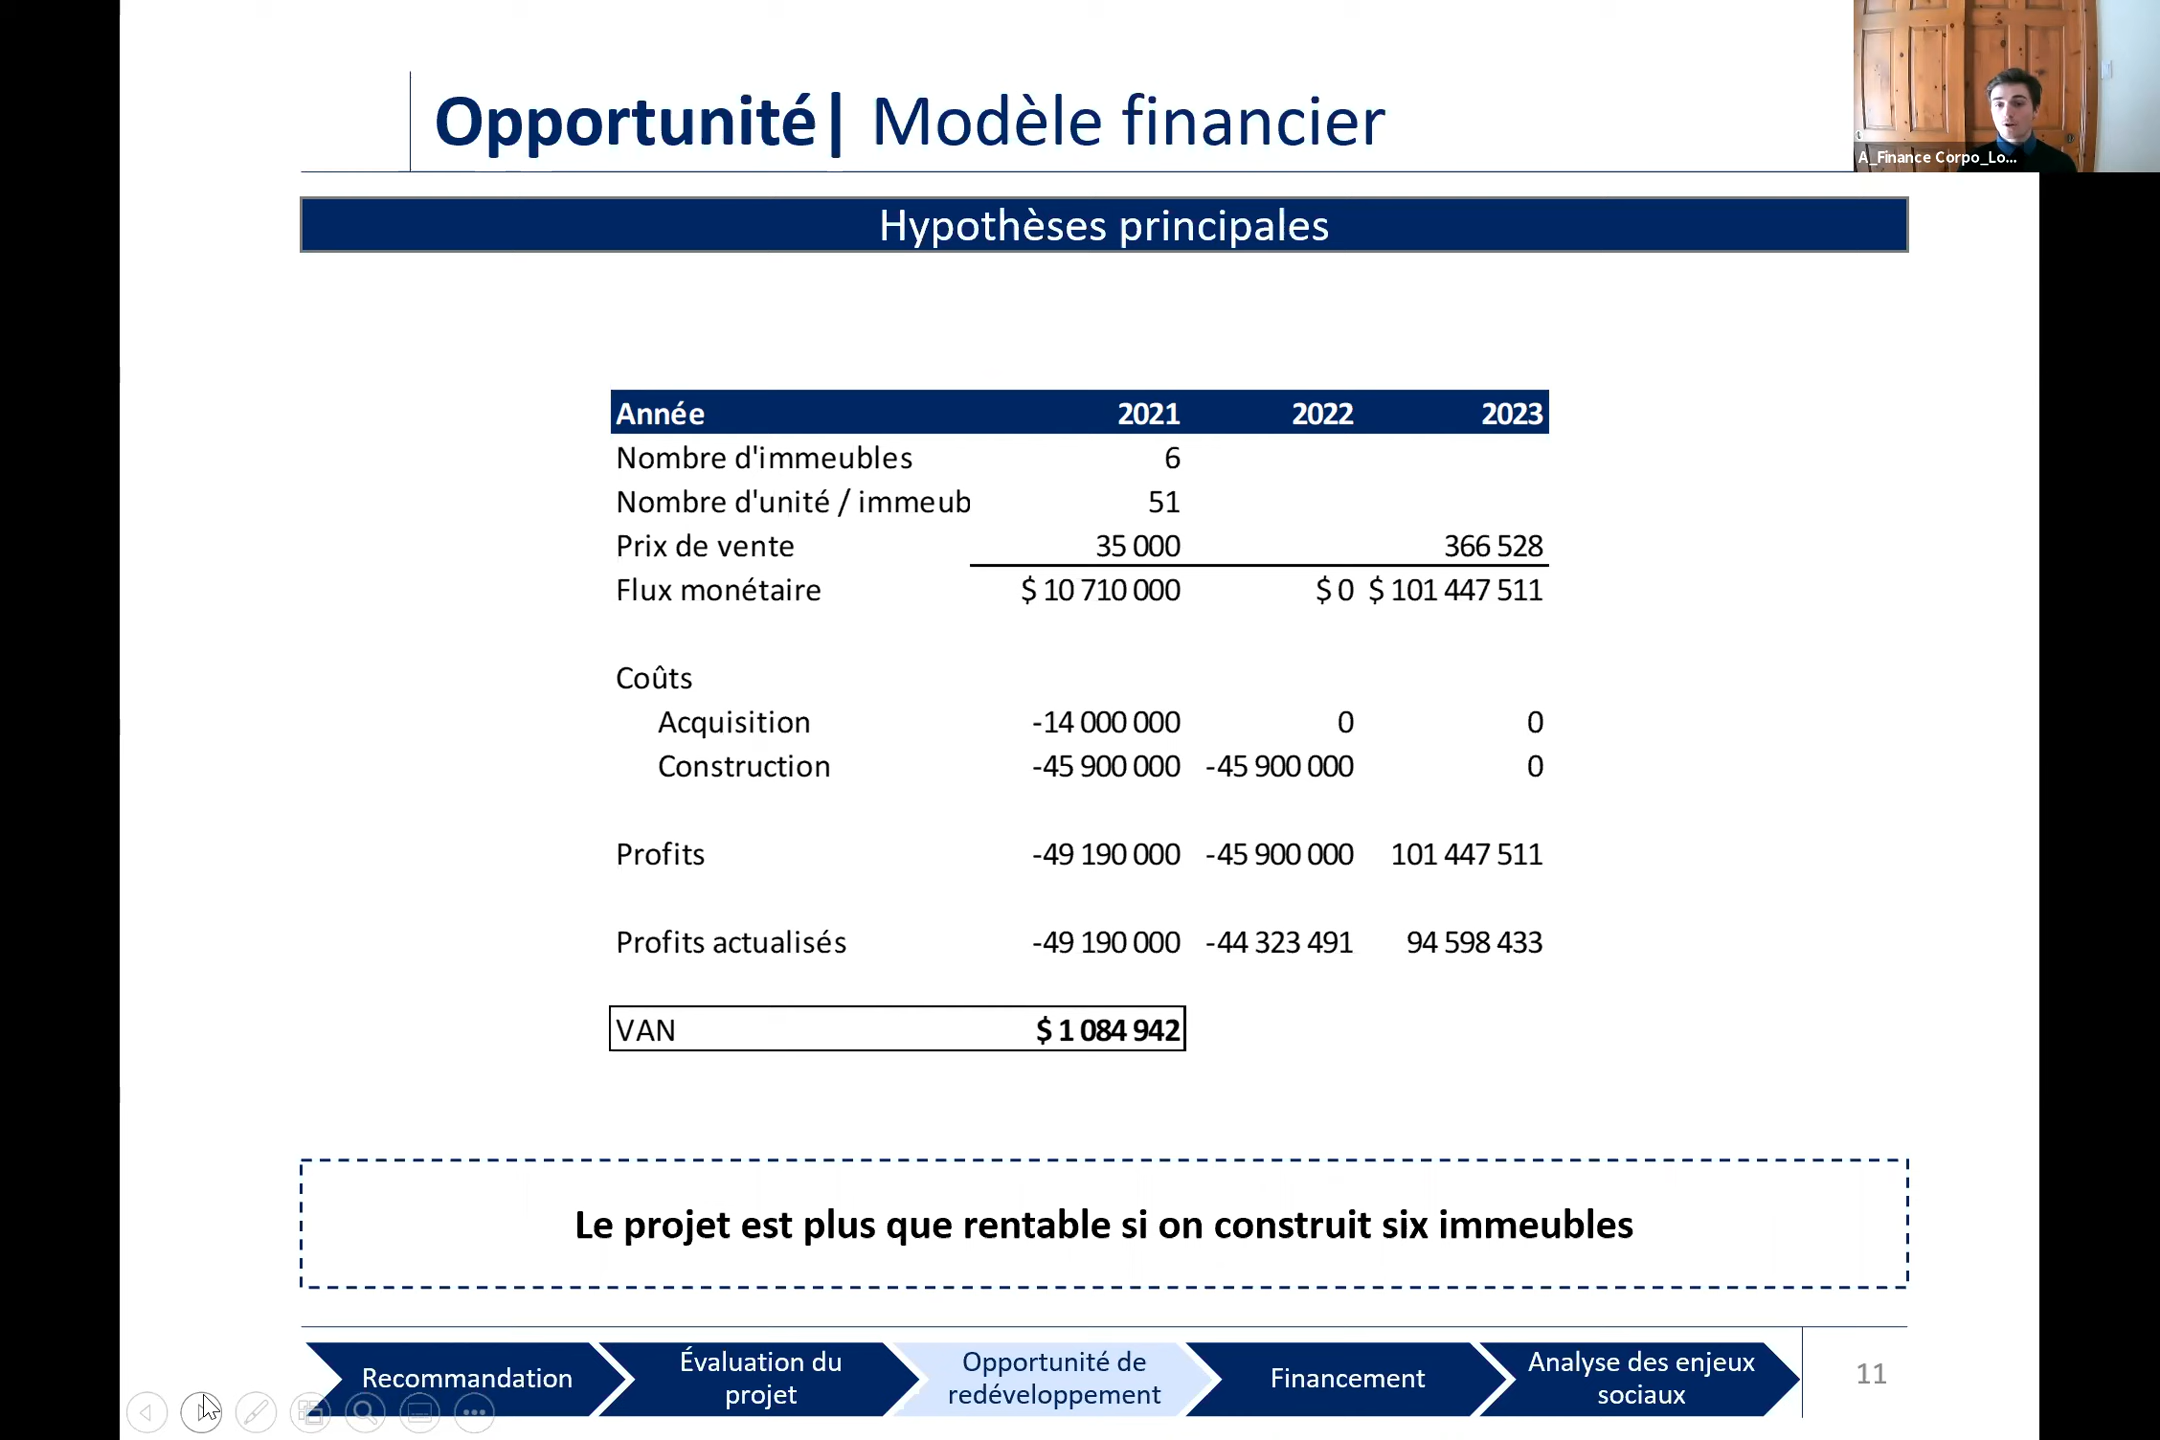 Opportunité| Modèle financier
A_Finance Corpo_Lo...
Hypothèses principales
Année 2021 2022 2023
Nombre d'immeubles 6
Nombre d'unité / immeub 51
Prix de vente 35 000 366 528
Flux monétaire $ 10 710 000 $ 0 $ 101 447 511
Coûts
Acquisition -14 000 000 0 0
Construction -45 900 000 -45 900 000 0
Profits -49 190 000 -45 900 000 101 447 511
Profits actualisés -49 190 000 -44 323 491 94 598 433
VAN $ 1 084 942
Le projet est plus que rentable si on construit six immeubles
Recommandation
Évaluation du
projet
Opportunité de
redéveloppement
Financement
Analyse des enjeux
sociaux
11